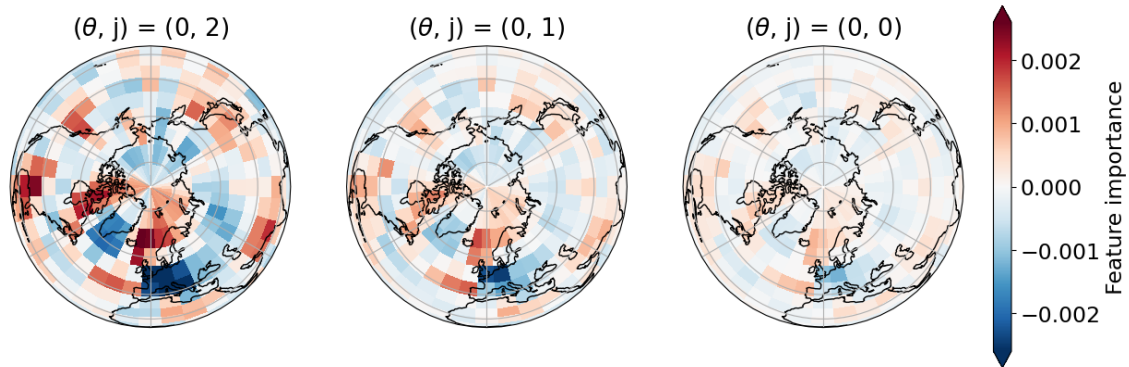 (θ, j) = (0, 2)
(θ, j) = (0, 1)
(θ, j) = (0, 0)
0.002
0.001
0.000
−0.001
−0.002
Feature importance